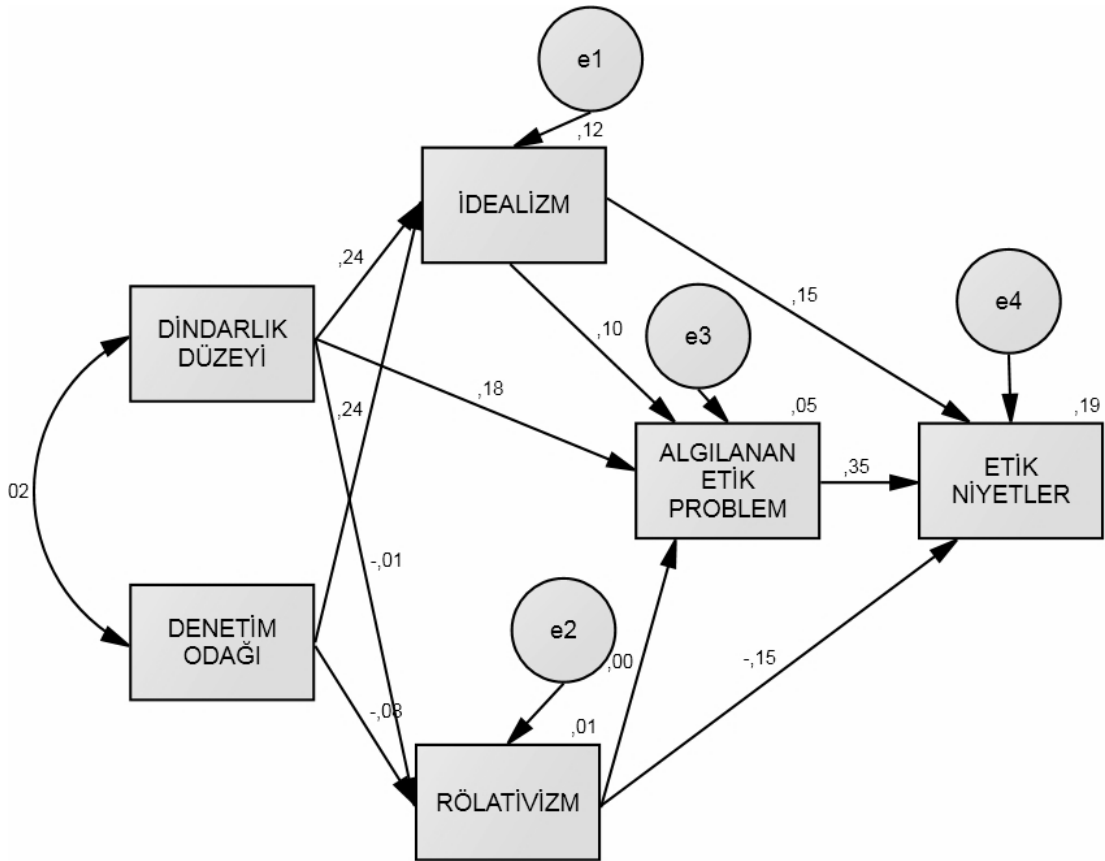 e1
,12
İDEALİZM
,24
,15
e4
DİNDARLIK
DÜZEYİ
,10
e3
,18
,24
,05
,19
ALGILANAN
ETİK
PROBLEM
,35
ETİK
NİYETLER
02
-,01
DENETİM
ODAĞI
e2
,00
-,15
-,08
,01
RÖLATİVİZM